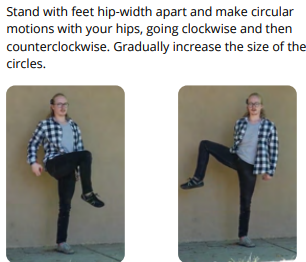 Stand with feet hip-width apart and make circular
motions with your hips, going clockwise and then
counterclockwise. Gradually increase the size of the
circles.